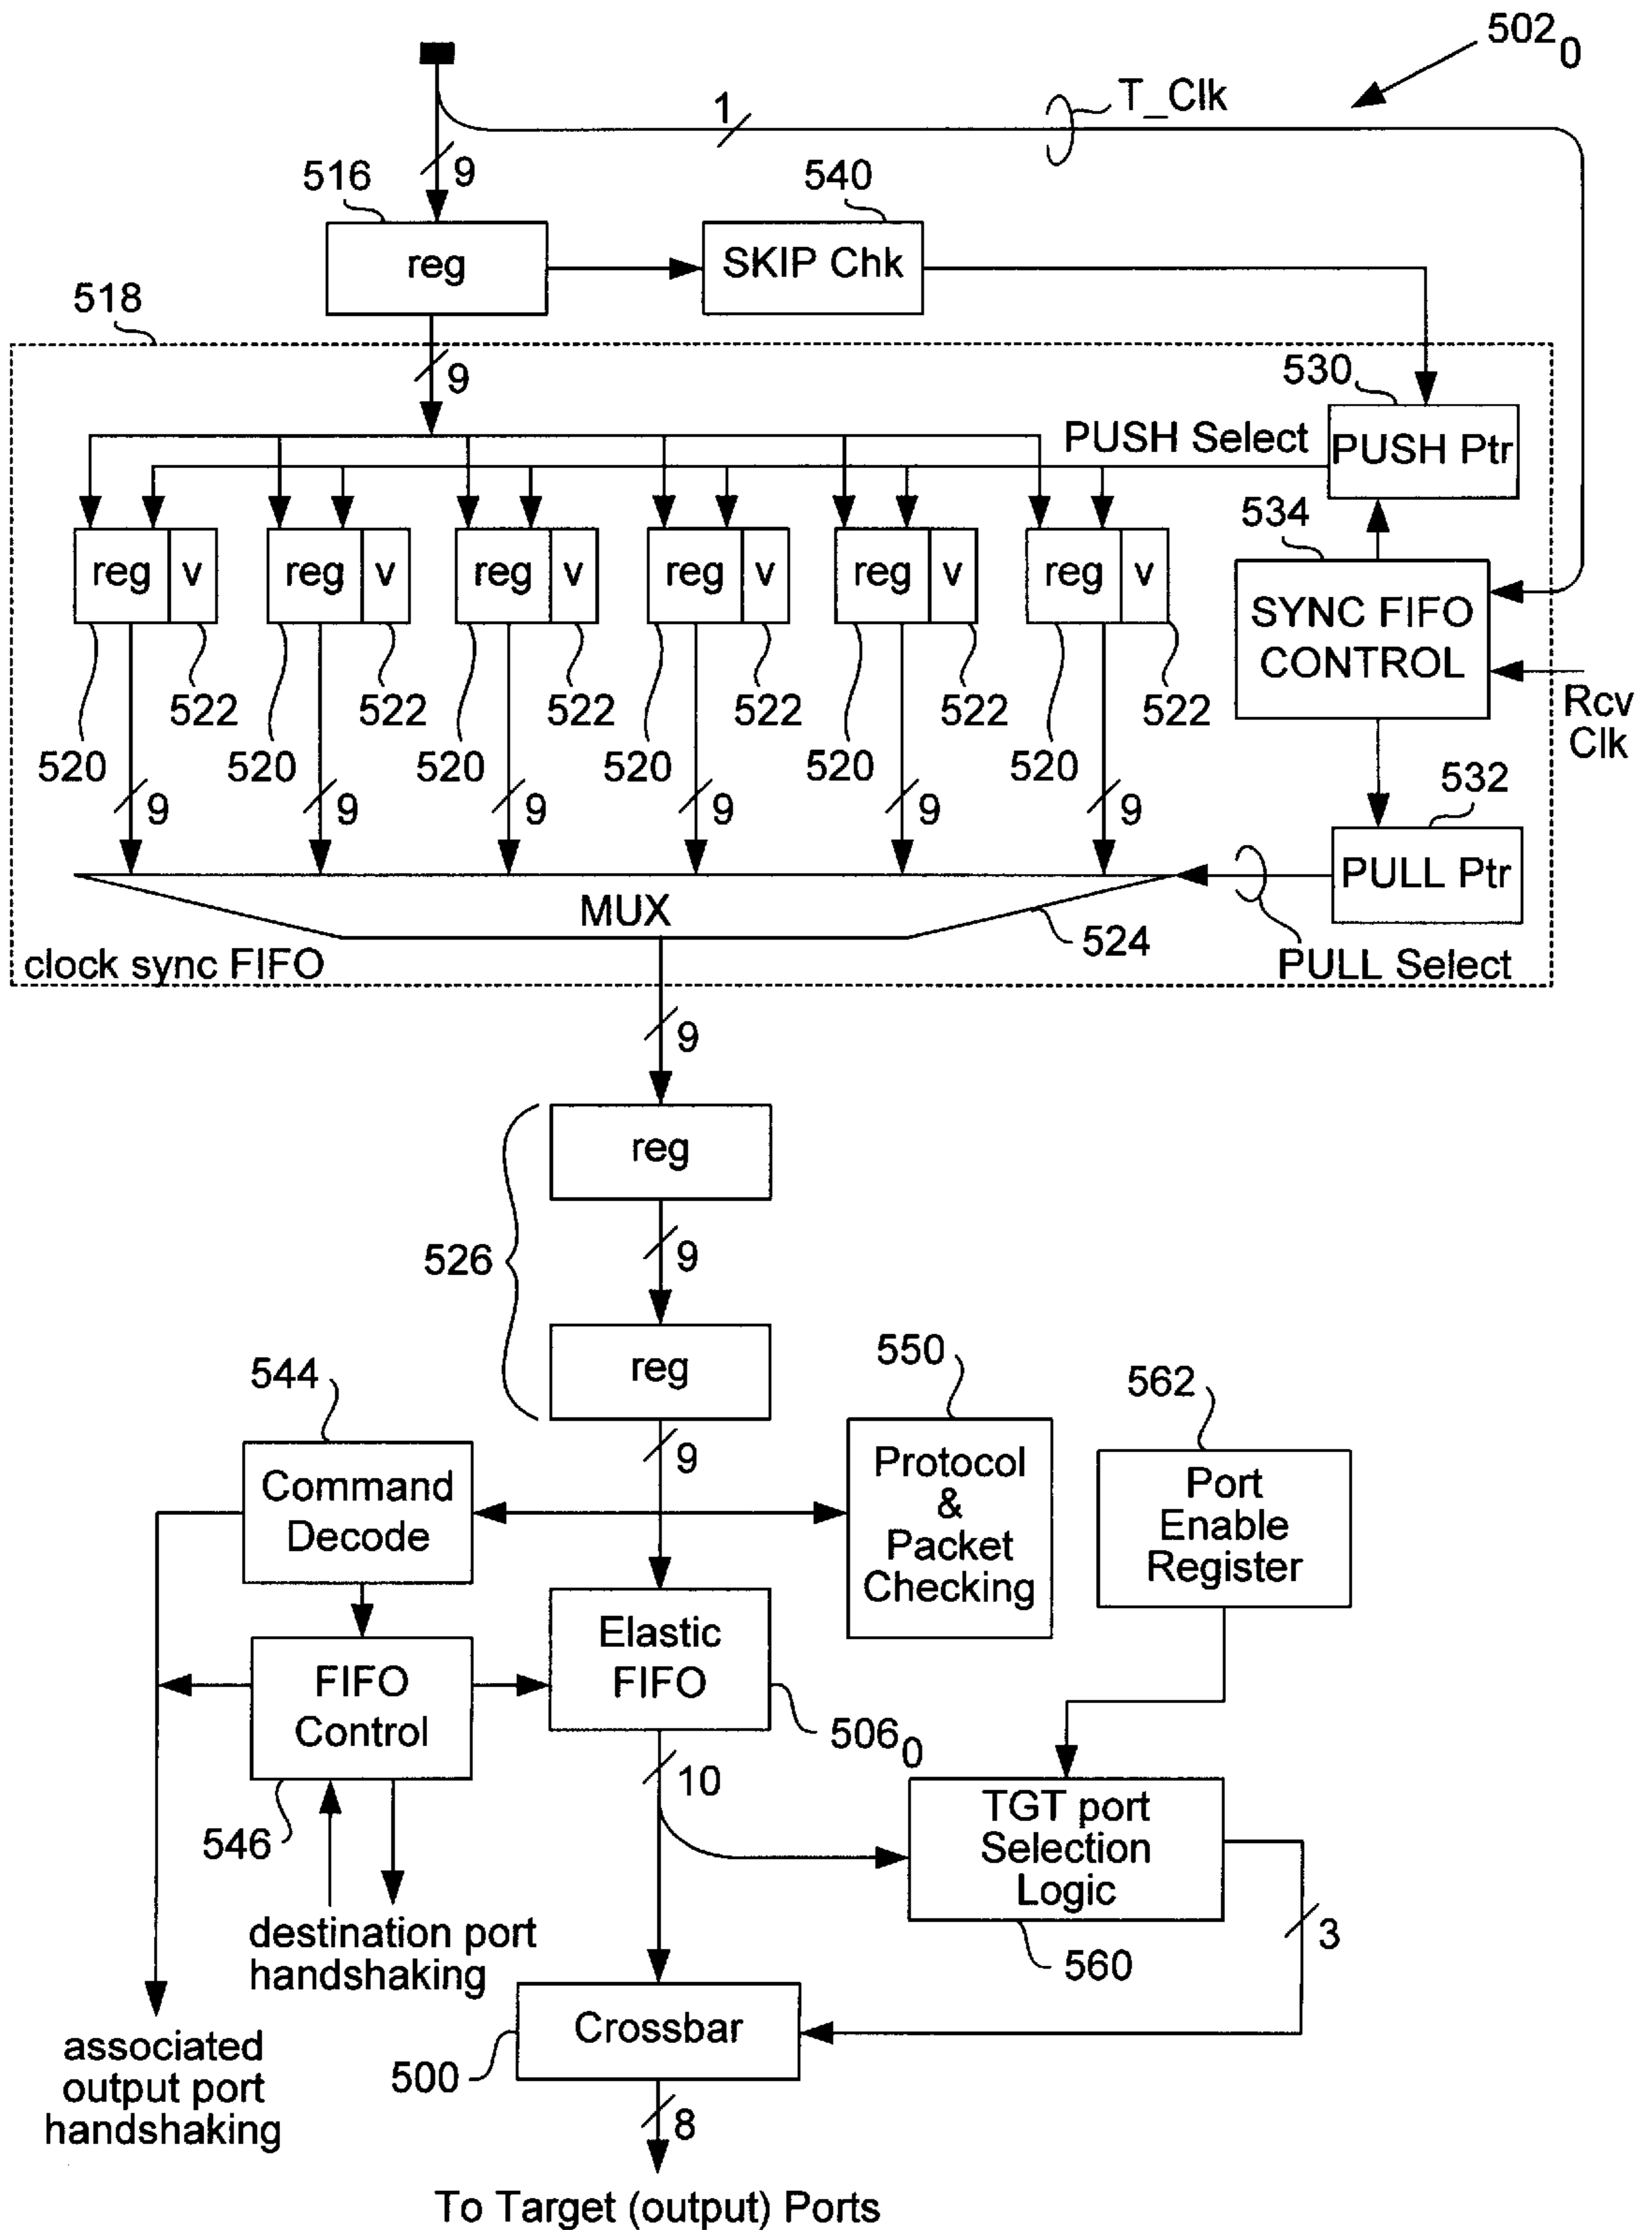 502₀
T_Clk
1
9
516
540
reg
SKIP Chk
518
9
530
PUSH Select
PUSH Ptr
534
reg v
reg v
reg v
reg v
reg v
reg v
SYNC FIFO
CONTROL
522
522
522
522
522
522
Rcv
Clk
520
520
520
520
520
520
532
9
9
9
9
9
9
PULL Ptr
MUX
524
clock sync FIFO
PULL Select
9
reg
526
9
reg
550
544
562
9
Command
Decode
Protocol
&
Packet
Checking
Port
Enable
Register
Elastic
FIFO
FIFO
Control
506₀
10
546
TGT port
Selection
Logic
destination port
handshaking
3
560
Crossbar
500
associated
output port
handshaking
8
To Target (output) Ports